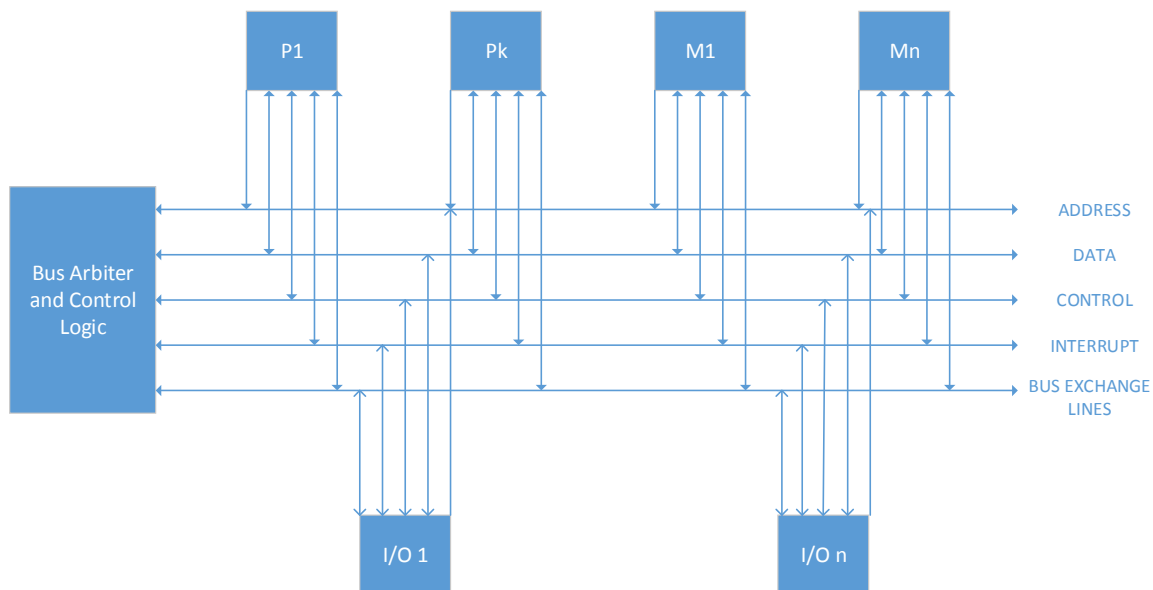 P1
Pk
M1
Mn
Bus Arbiter
and Control
Logic
ADDRESS
DATA
CONTROL
INTERRUPT
BUS EXCHANGE
LINES
I/O 1
I/O n